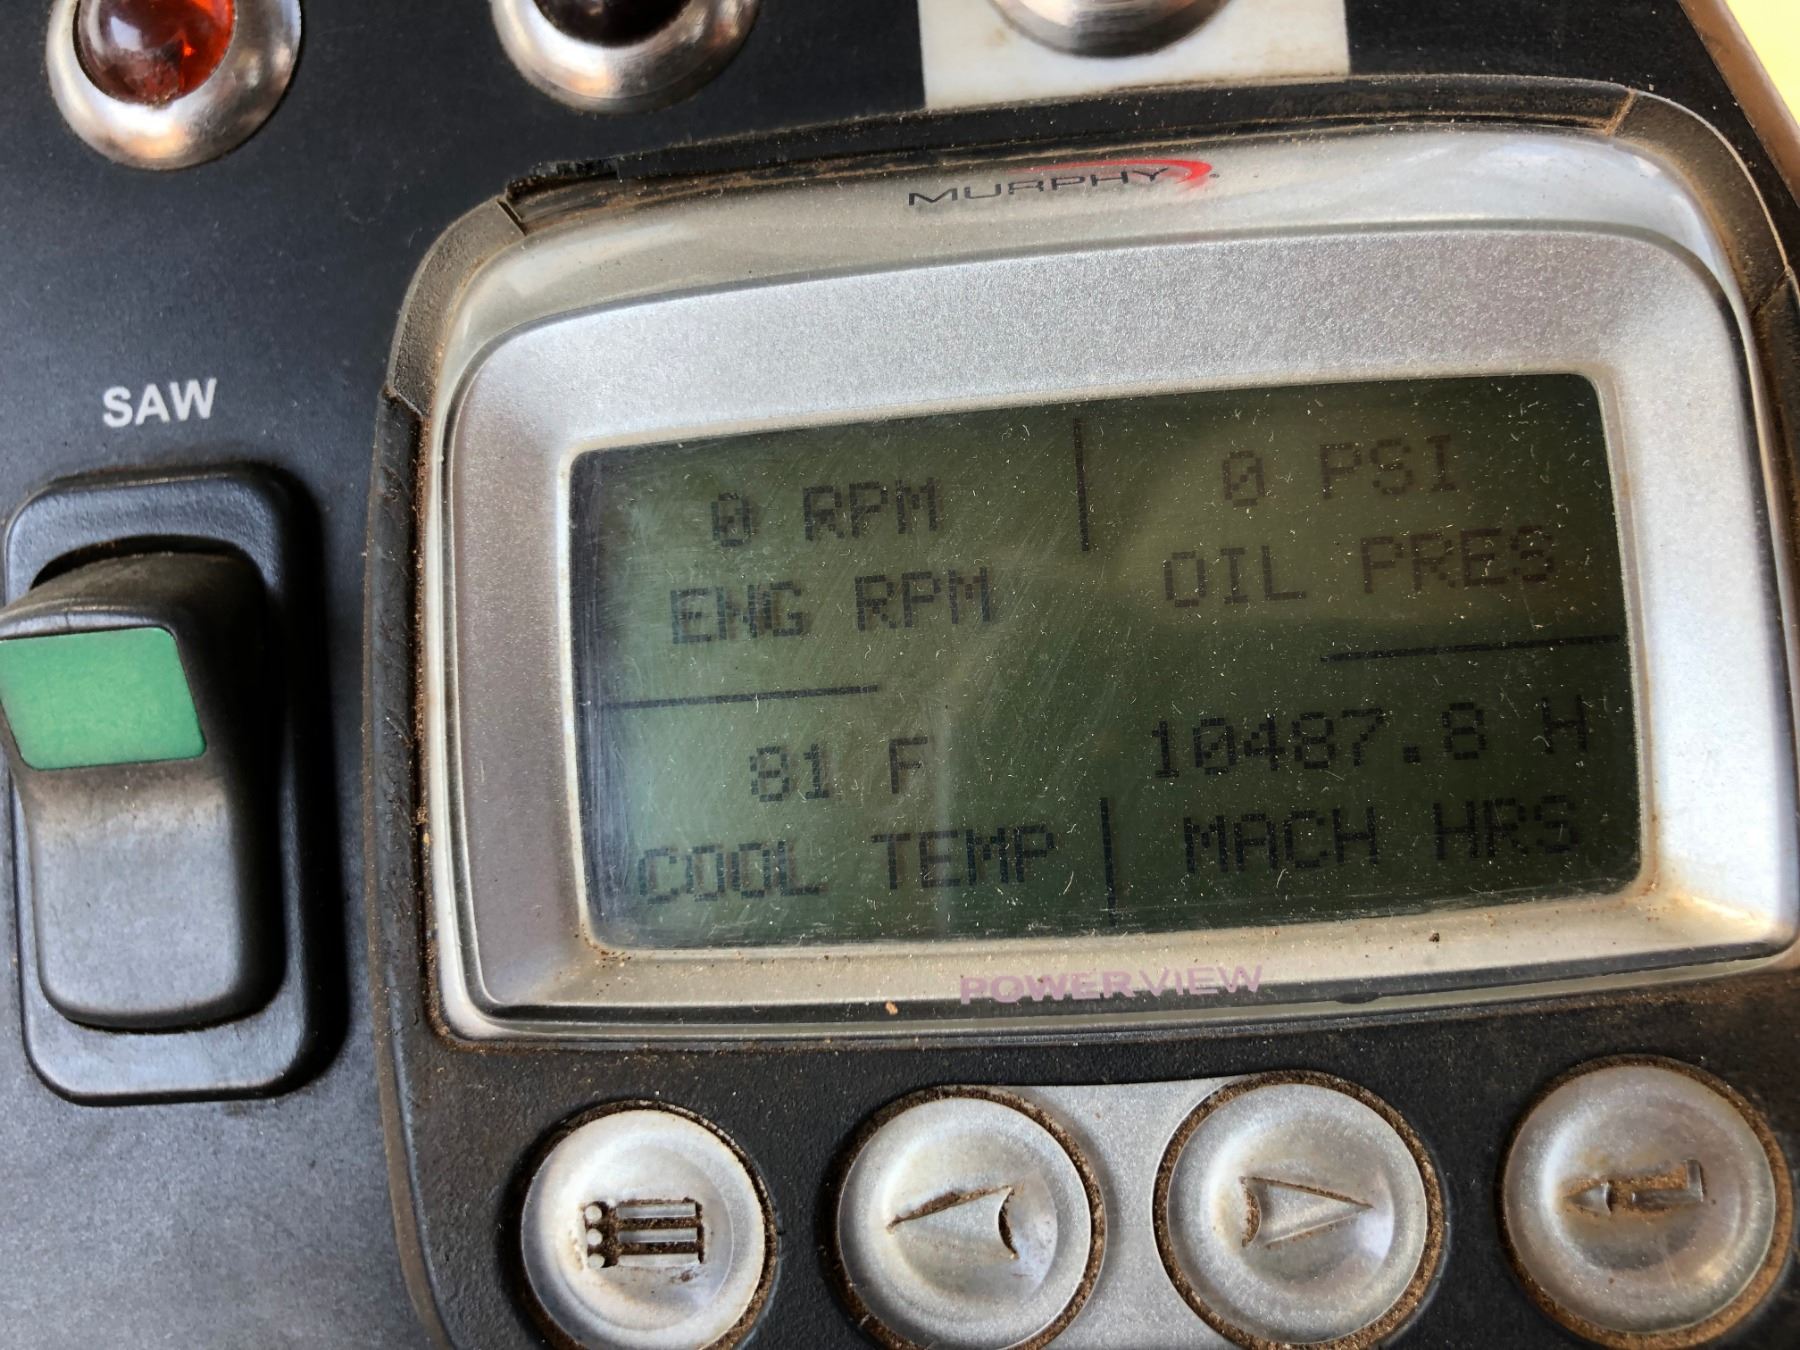 MURPHY
SAW
0 RPM
ENG RPM
0 PSI
OIL PRES
81 F
COOL TEMP
10487.8 H
MACH HRS
POWERVIEW